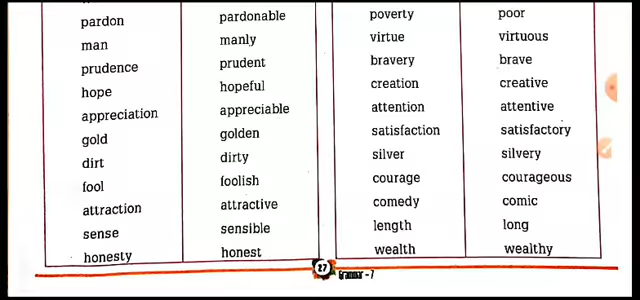 pardon pardonable
man manly
prudence prudent
hope hopeful
appreciation appreciable
gold golden
dirt dirty
fool foolish
attraction attractive
sense sensible
honesty honest
poverty poor
virtue virtuous
bravery brave
creation creative
attention attentive
satisfaction satisfactory
silver silvery
courage courageous
comedy comic
length long
wealth wealthy
27
Grammar - 7